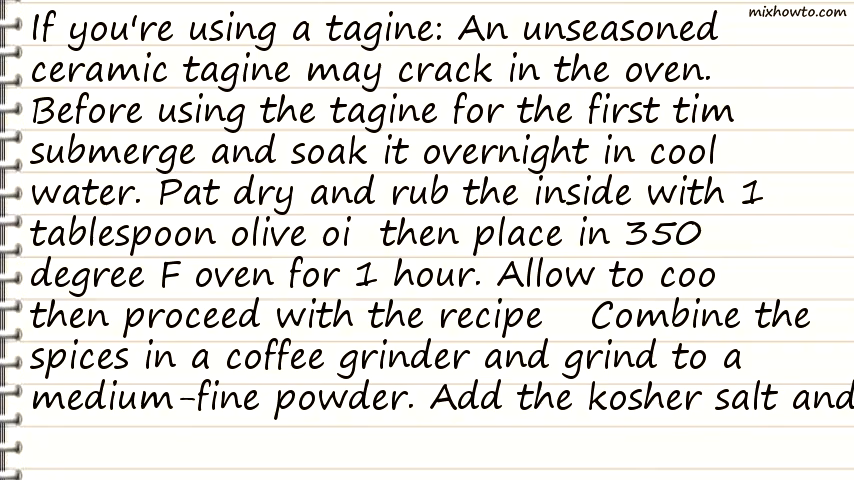 mixhowto.com
If you're using a tagine: An unseasoned
ceramic tagine may crack in the oven.
Before using the tagine for the first tim
submerge and soak it overnight in cool
water. Pat dry and rub the inside with 1
tablespoon olive oi  then place in 350
degree F oven for 1 hour. Allow to coo
then proceed with the recipe    Combine the
spices in a coffee grinder and grind to a
medium-fine powder. Add the kosher salt and